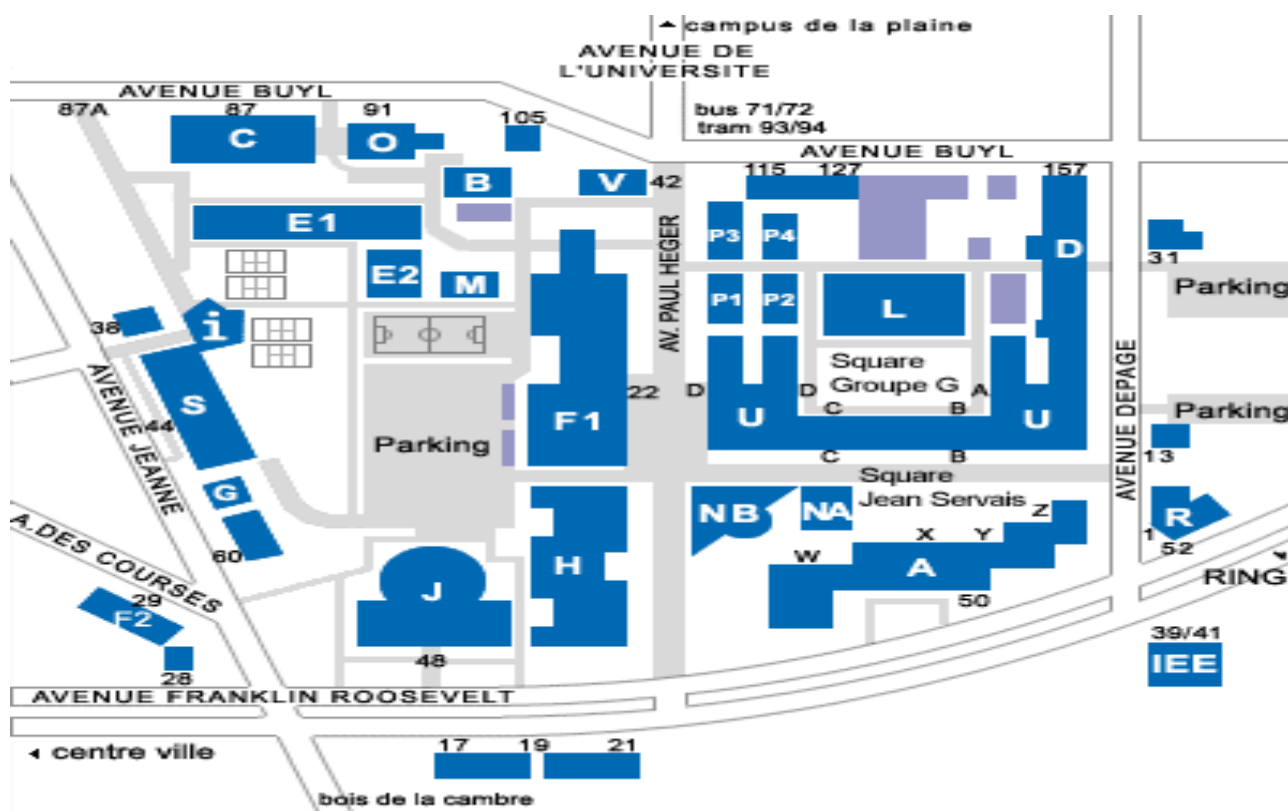 campus de la plaine
AVENUE DE
L'UNIVERSITE
AVENUE BUYL
87A
87
91
105
bus 71/72
tram 93/94
AVENUE BUYL
C
O
B
V
42
115
127
157
E1
P3
P4
D
31
E2
M
AV. PAUL HEGER
Parking
i
38
P1
P2
L
Square
Groupe G
AVENUE JEANNE
S
44
Parking
F1
22
D
D
C
B
A
U
U
AVENUE DEPAGE
Parking
13
C
B
Square
Jean Servais
G
60
NB
NA
Z
X
Y
W
A
50
R
1
52
RING
A. DES COURSES
29
F2
28
J
48
H
39/41
IEE
AVENUE FRANKLIN ROOSEVELT
centre ville
17
19
21
bois de la cambre